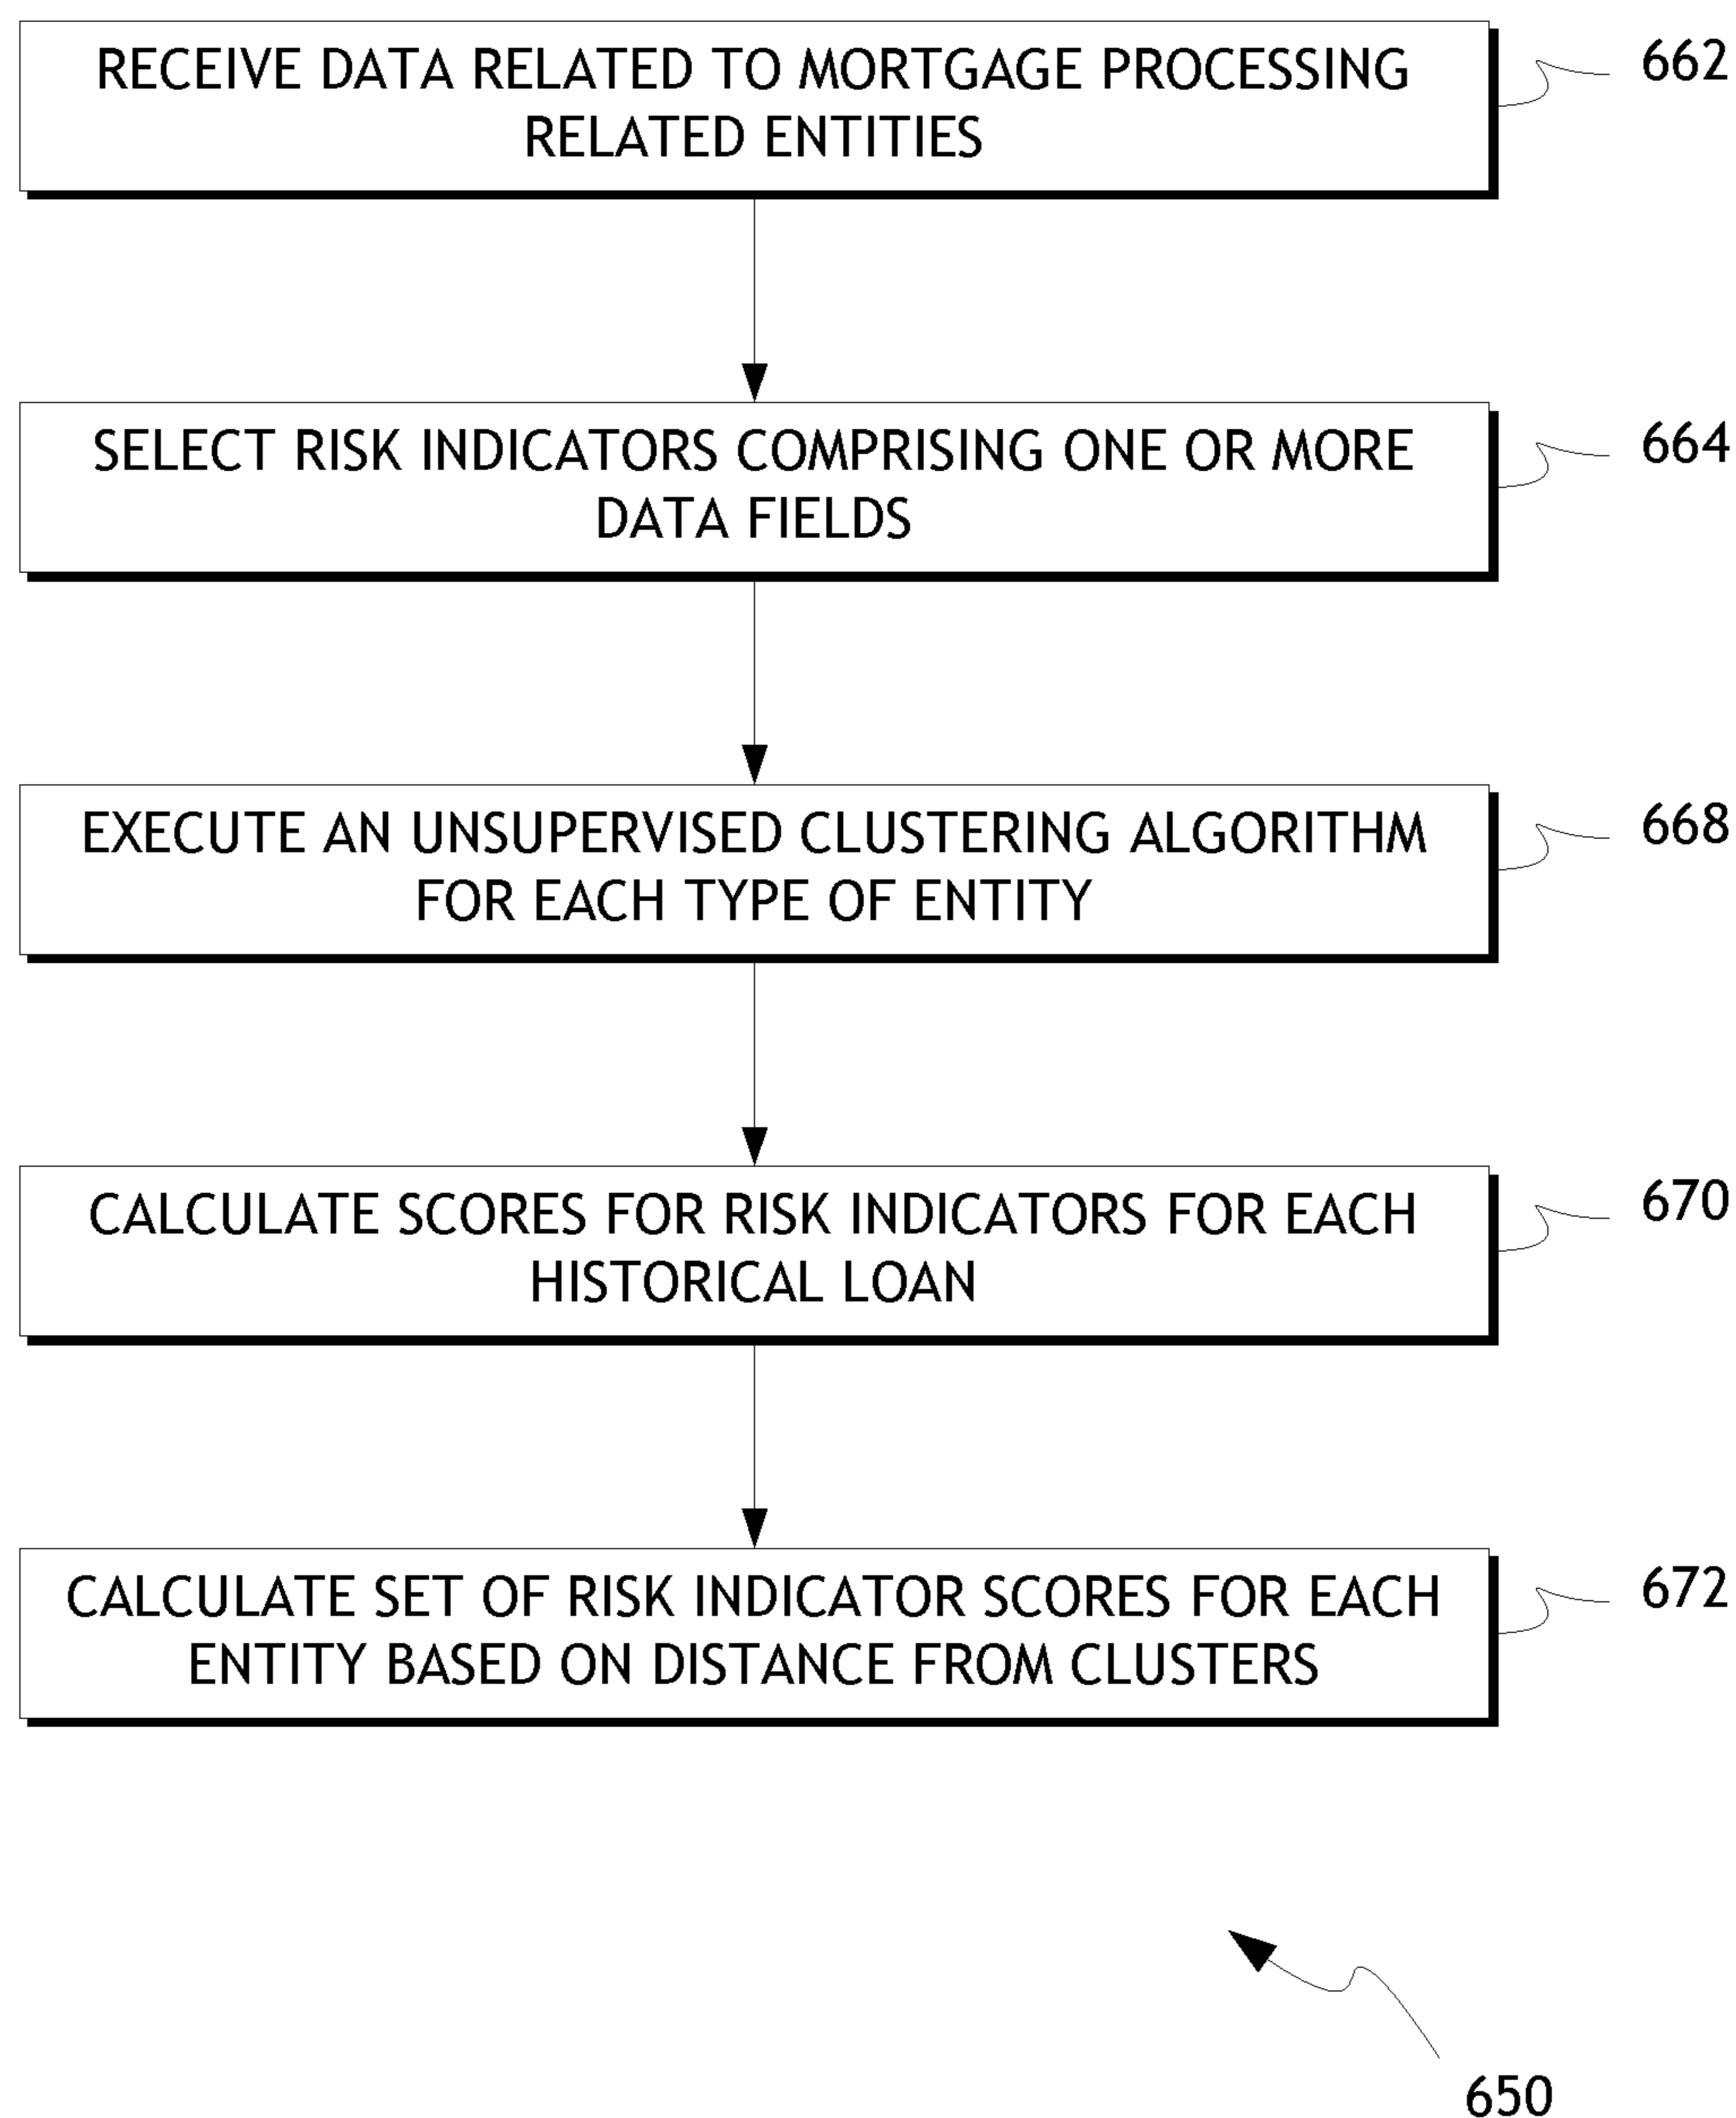 RECEIVE DATA RELATED TO MORTGAGE PROCESSING
RELATED ENTITIES
662
SELECT RISK INDICATORS COMPRISING ONE OR MORE
DATA FIELDS
664
EXECUTE AN UNSUPERVISED CLUSTERING ALGORITHM
FOR EACH TYPE OF ENTITY
668
CALCULATE SCORES FOR RISK INDICATORS FOR EACH
HISTORICAL LOAN
670
CALCULATE SET OF RISK INDICATOR SCORES FOR EACH
ENTITY BASED ON DISTANCE FROM CLUSTERS
672
650